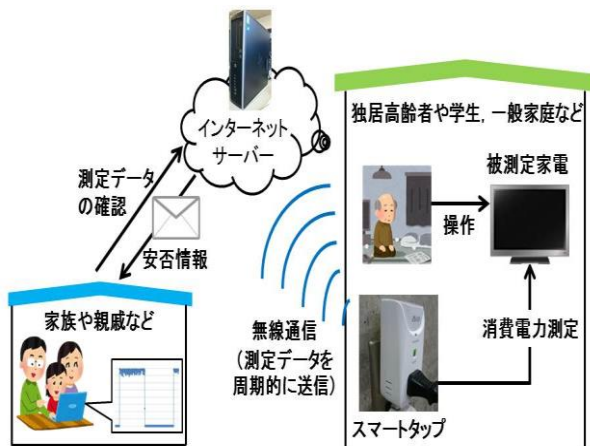 インターネット
サーバー
独居高齢者や学生, 一般家庭など
被測定家電
操作
測定データ
の確認
安否情報
家族や親戚など
無線通信
(測定データを
周期的に送信)
消費電力測定
スマートタップ